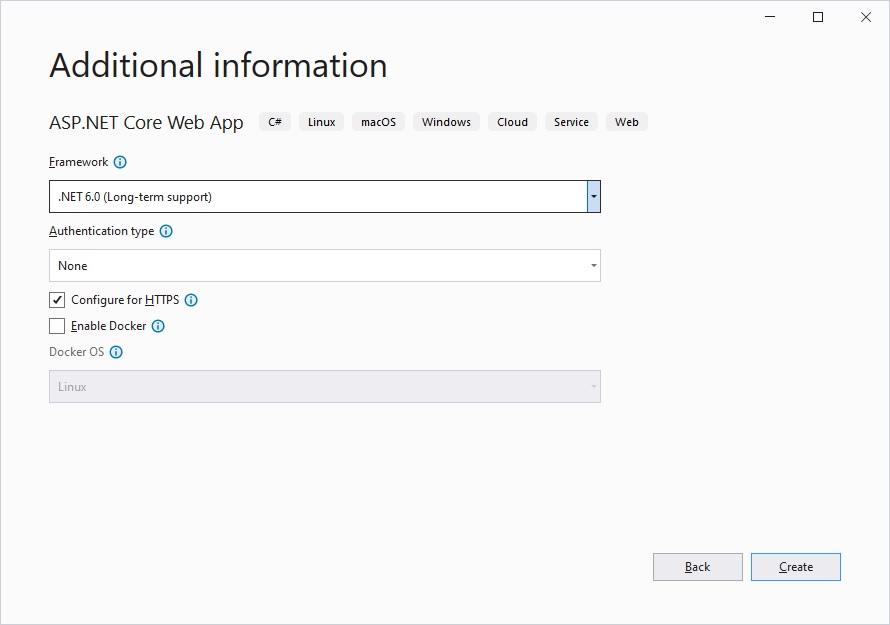 Additional information
ASP.NET Core Web App C# Linux macOS Windows Cloud Service Web
Framework
.NET 6.0 (Long-term support)
Authentication type
None
Configure for HTTPS
Enable Docker
Docker OS
Linux
Back Create